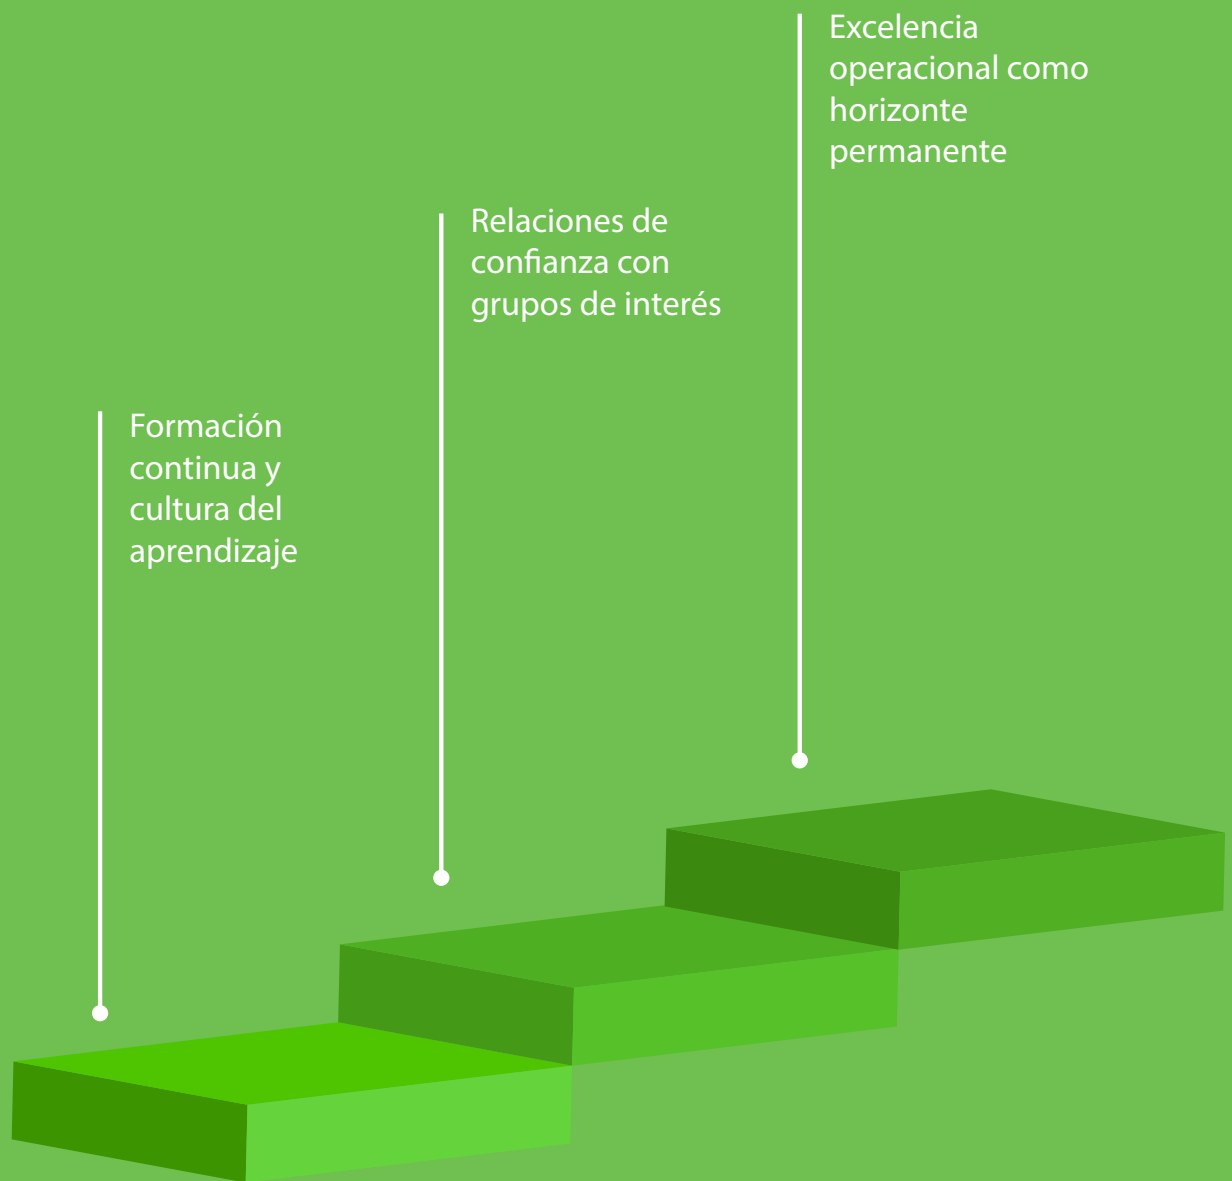 Excelencia
operacional como
horizonte
permanente
Relaciones de
confianza con
grupos de interés
Formación
continua y
cultura del
aprendizaje